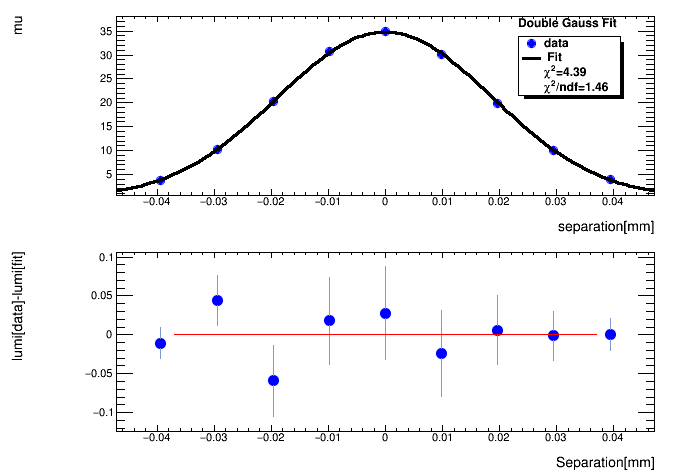 mu
Double Gauss Fit
data
Fit
χ²=4.39
χ²/ndf=1.46
35
30
25
20
15
10
5
−0.04 −0.03 −0.02 −0.01 0 0.01 0.02 0.03 0.04
separation[mm]
lumi[data]-lumi[fit]
0.1
0.05
0
−0.05
−0.1
−0.04 −0.03 −0.02 −0.01 0 0.01 0.02 0.03 0.04
Separation[mm]